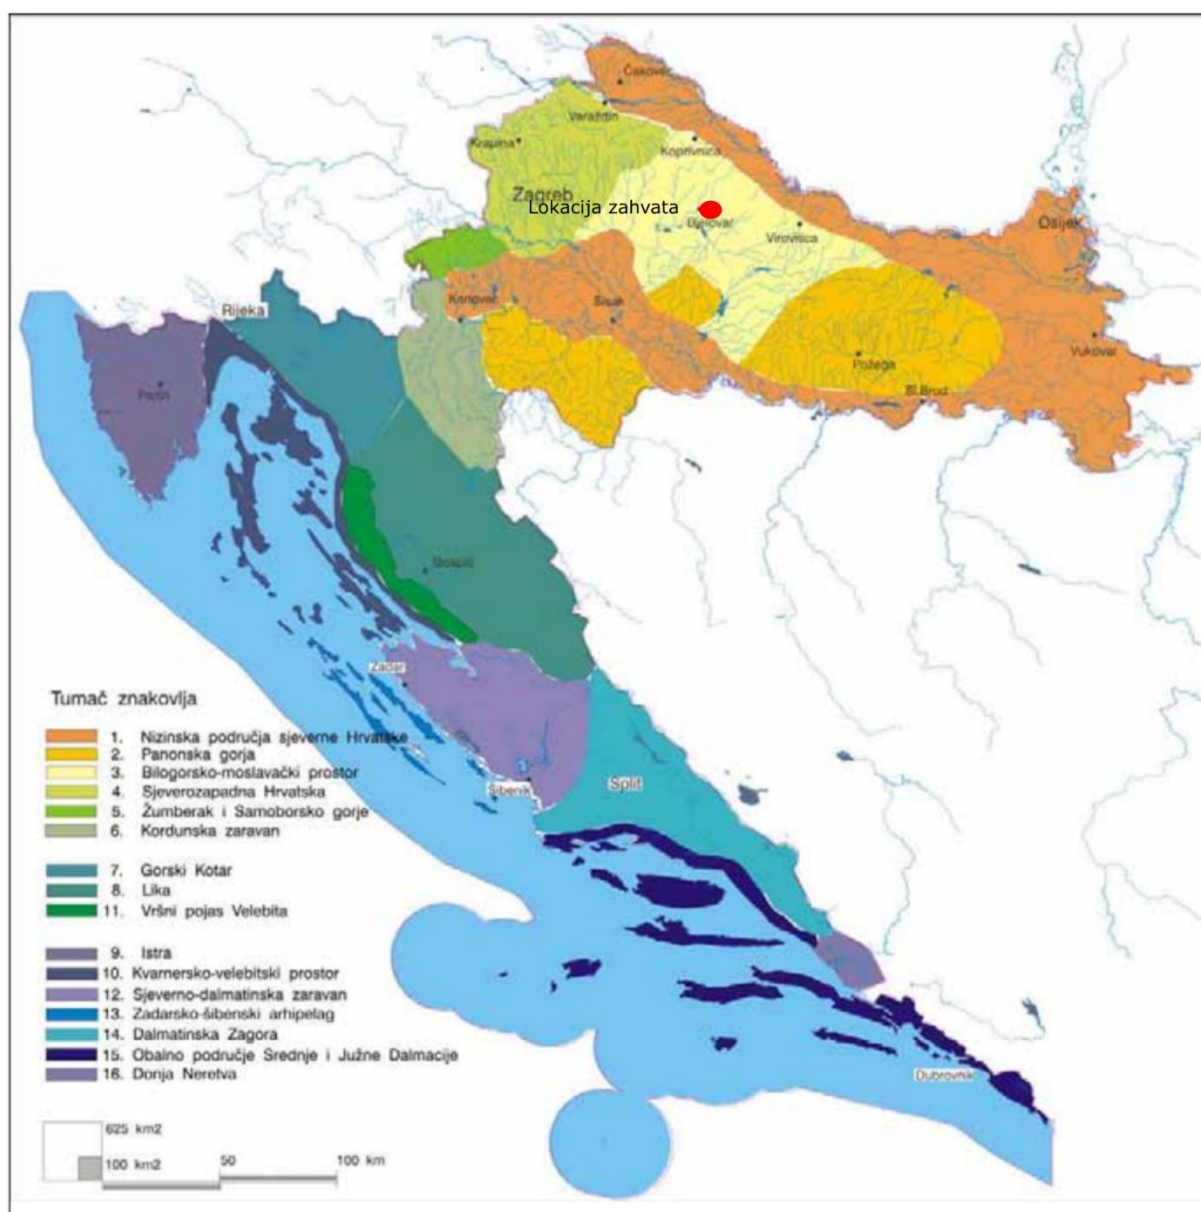 Čakovec
Varaždin
Krapina
Koprivnica
Zagreb
Lokacija zahvata
Bjelovar
Virovitica
Osijek
Karlovac
Sisak
Rijeka
Vukovar
Požega
Pazin
Sl.Brod
Gospić
Zadar
Tumač znakovlja
1. Nizinska područja sjeverne Hrvatske
2. Panonska gorja
3. Bilogorsko-moslavački prostor
4. Sjeverozapadna Hrvatska
5. Žumberak i Samoborsko gorje
6. Kordunska zaravan
Šibenik
Split
7. Gorski Kotar
8. Lika
11. Vršni pojas Velebita
9. Istra
10. Kvarnersko-velebitski prostor
12. Sjeverno-dalmatinska zaravan
13. Zadarsko-šibenski arhipelag
14. Dalmatinska Zagora
15. Obalno područje Srednje i Južne Dalmacije
16. Donja Neretva
Dubrovnik
625 km2
100 km2
50
100 km